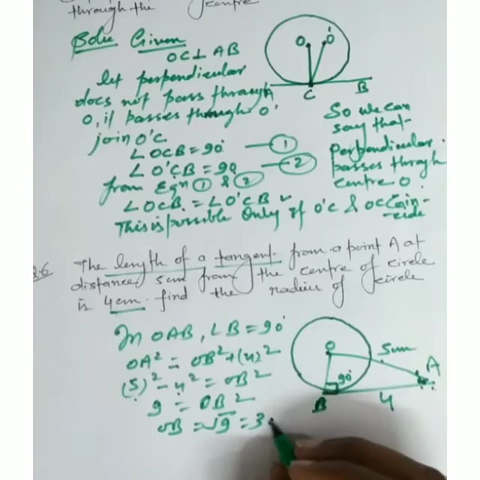 through the centre
Solu Given
OC ⊥ AB
let perpendicular
does not pass through
O, it passes through O'
join O'C
∠OCB = 90° — ①
∠O'CB = 90 — ②
from Eqn ① & ②
∠OCB = ∠O'CB
This is possible Only if O'C & OC Coin-
cide
O O'
A C B
So we can
say that
perpendicular
passes throgh
centre O
Q.6 The length of a tangent from a point A at
distance 5cm from the centre of circle
is 4cm. find the radius of circle
In OAB, ∠B = 90°
OA² = OB² + (4)²
(5)² - 4² = OB²
9 = OB²
OB = √9 = 3
O 5cm A
90°
B 4